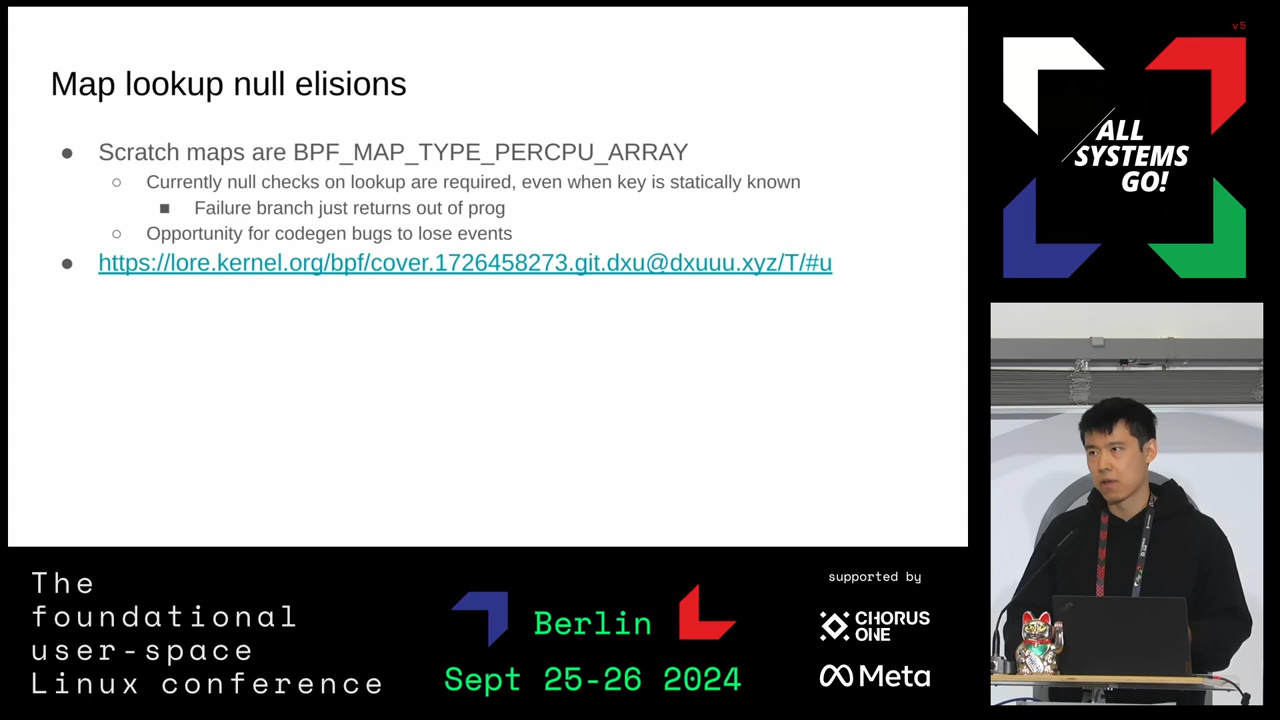 Map lookup null elisions
● Scratch maps are BPF_MAP_TYPE_PERCPU_ARRAY
○ Currently null checks on lookup are required, even when key is statically known
■ Failure branch just returns out of prog
○ Opportunity for codegen bugs to lose events
● https://lore.kernel.org/bpf/cover.1726458273.git.dxu@dxuuu.xyz/T/#u
v5
ALL
SYSTEMS
GO!
The
foundational
user-space
Linux conference
Berlin
Sept 25-26 2024
supported by
CHORUS
ONE
Meta